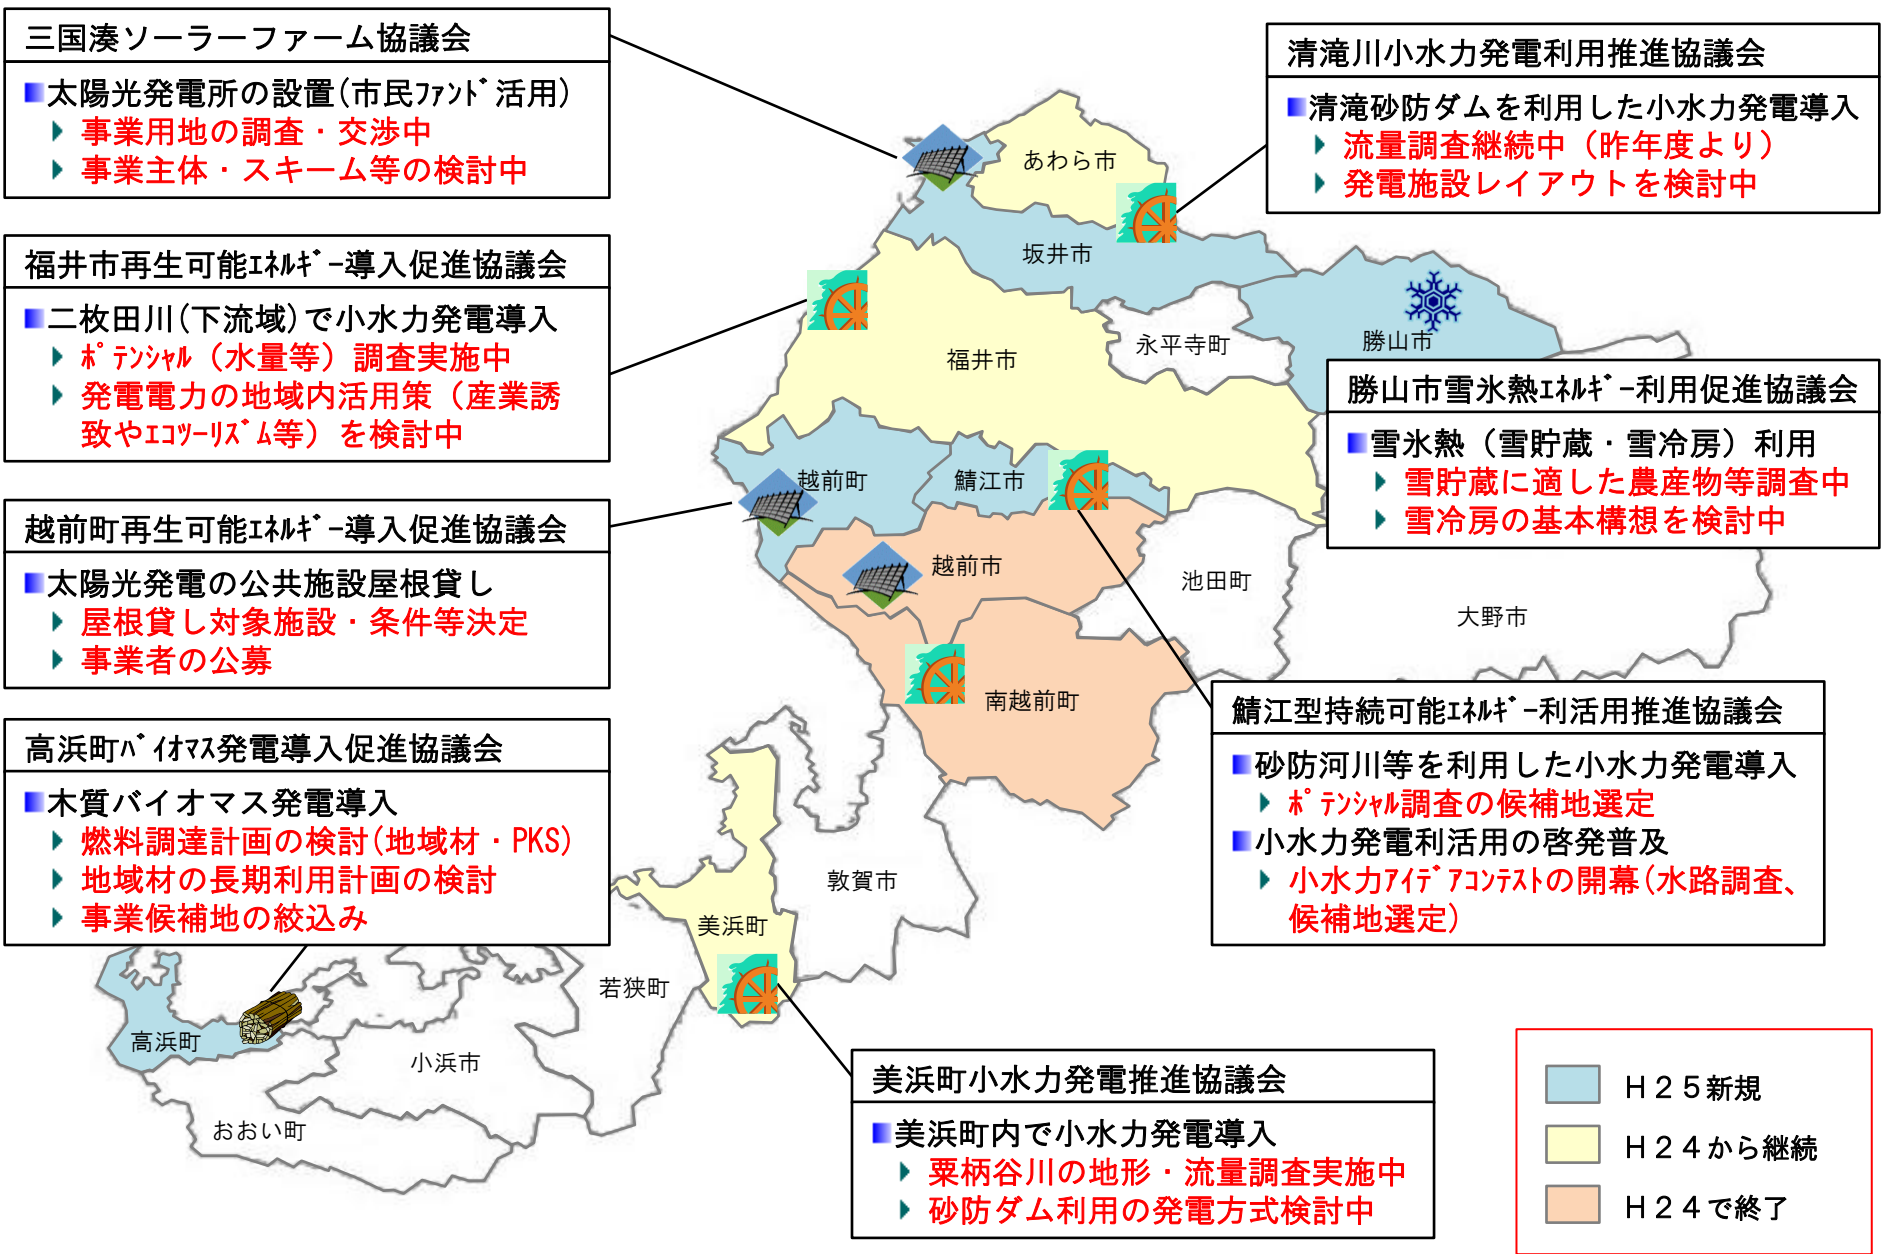 三国湊ソーラーファーム協議会
■太陽光発電所の設置(市民ﾌｧﾝﾄﾞ活用)
事業用地の調査・交渉中
事業主体・スキーム等の検討中
福井市再生可能ｴﾈﾙｷﾞｰ導入促進協議会
■二枚田川(下流域)で小水力発電導入
ﾎﾟﾃﾝｼｬﾙ（水量等）調査実施中
発電電力の地域内活用策（産業誘
致やｴｺﾂｰﾘｽﾞﾑ等）を検討中
越前町再生可能ｴﾈﾙｷﾞｰ導入促進協議会
■太陽光発電の公共施設屋根貸し
屋根貸し対象施設・条件等決定
事業者の公募
高浜町ﾊﾞｲｵﾏｽ発電導入促進協議会
■木質バイオマス発電導入
燃料調達計画の検討(地域材・PKS)
地域材の長期利用計画の検討
事業候補地の絞込み
清滝川小水力発電利用推進協議会
■清滝砂防ダムを利用した小水力発電導入
流量調査継続中（昨年度より）
発電施設レイアウトを検討中
勝山市雪氷熱ｴﾈﾙｷﾞｰ利用促進協議会
■雪氷熱（雪貯蔵・雪冷房）利用
雪貯蔵に適した農産物等調査中
雪冷房の基本構想を検討中
鯖江型持続可能ｴﾈﾙｷﾞｰ利活用推進協議会
■砂防河川等を利用した小水力発電導入
ﾎﾟﾃﾝｼｬﾙ調査の候補地選定
■小水力発電利活用の啓発普及
小水力ｱｲﾃﾞｱｺﾝﾃｽﾄの開幕(水路調査、
候補地選定)
美浜町小水力発電推進協議会
■美浜町内で小水力発電導入
粟柄谷川の地形・流量調査実施中
砂防ダム利用の発電方式検討中
あわら市
坂井市
永平寺町
勝山市
福井市
越前町
鯖江市
越前市
池田町
大野市
南越前町
敦賀市
美浜町
若狭町
高浜町
小浜市
おおい町
Ｈ２５新規
Ｈ２４から継続
Ｈ２４で終了